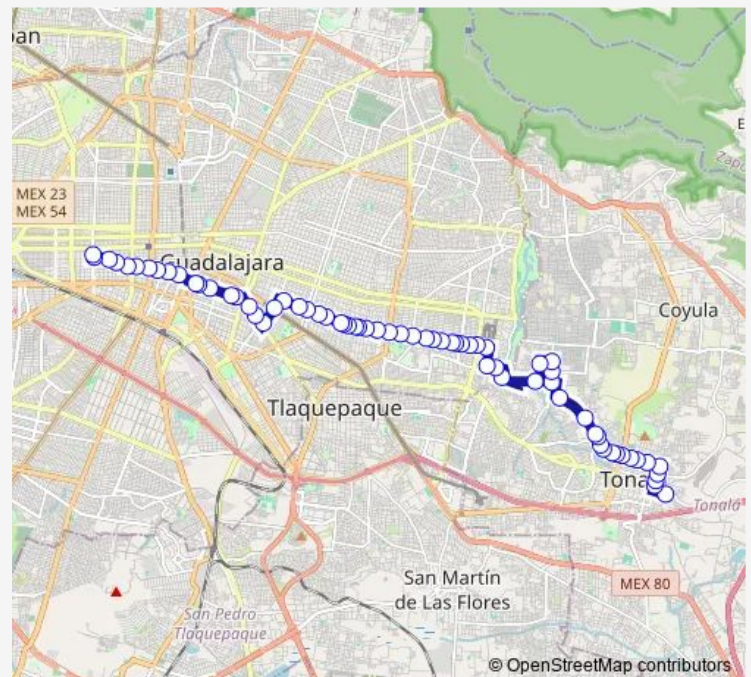 pan
MEX 23
MEX 54
Guadalajara
Coyula
Tlaquepaque
Tona
Tonalá
San Martín
de Las Flores
MEX 80
San Pedro
Tlaquepaque
© OpenStreetMap contributors